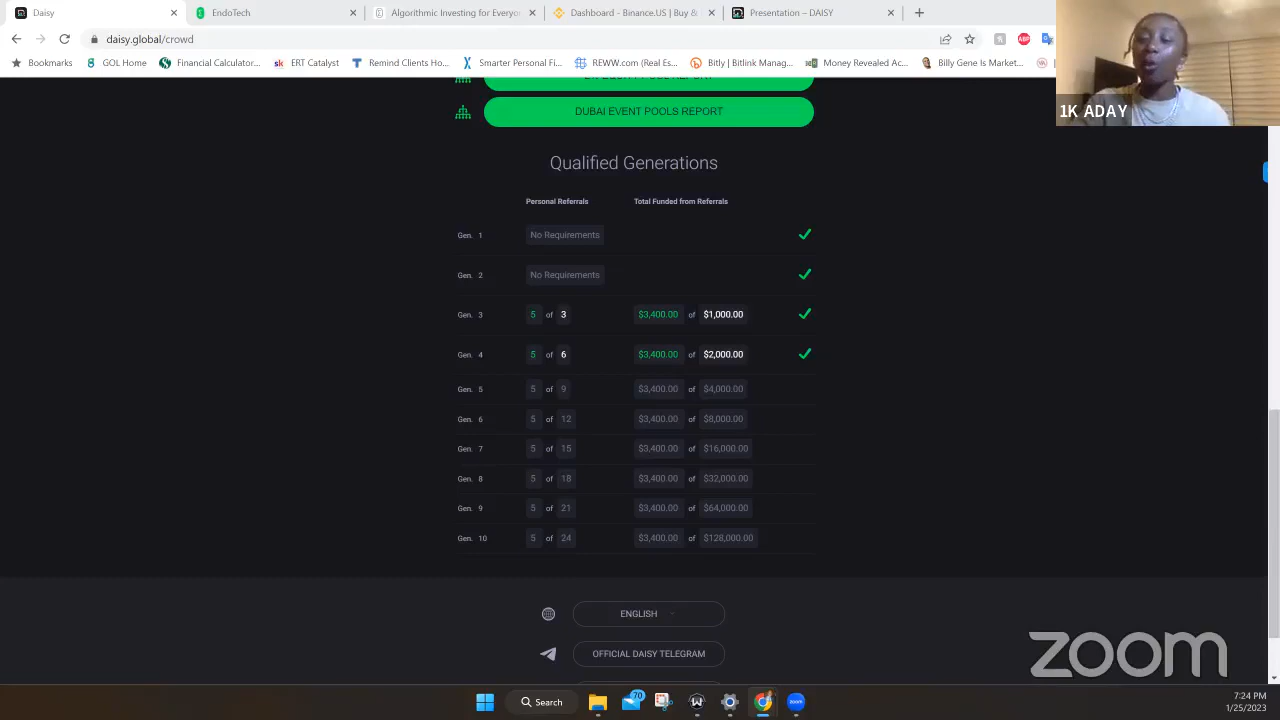 Daisy
EndoTech
Algorithmic Investing for Everyo
Dashboard - Binance.US | Buy &
Presentation – DAISY
daisy.global/crowd
ABP
Bookmarks
GOL Home
Financial Calculator...
sk ERT Catalyst
Remind Clients Ho...
Smarter Postcard Fi...
REWW.com (Real Es...
Bitly | Bitlink Manag...
Money Revealed Ac...
Billy Gene Is Market...
DUBAI EVENT POOLS REPORT
1K ADAY
Qualified Generations
Personal Referrals Total Funded from Referrals
Gen. 1 No Requirements
Gen. 2 No Requirements
Gen. 3 5 of 3 $3,400.00 of $1,000.00
Gen. 4 5 of 6 $3,400.00 of $2,000.00
Gen. 5 5 of 9 $3,400.00 of $4,000.00
Gen. 6 5 of 12 $3,400.00 of $8,000.00
Gen. 7 5 of 15 $3,400.00 of $16,000.00
Gen. 8 5 of 18 $3,400.00 of $32,000.00
Gen. 9 5 of 21 $3,400.00 of $64,000.00
Gen. 10 5 of 24 $3,400.00 of $128,000.00
ENGLISH
OFFICIAL DAISY TELEGRAM
zoom
Search
70
zoom
7:24 PM
1/25/2023